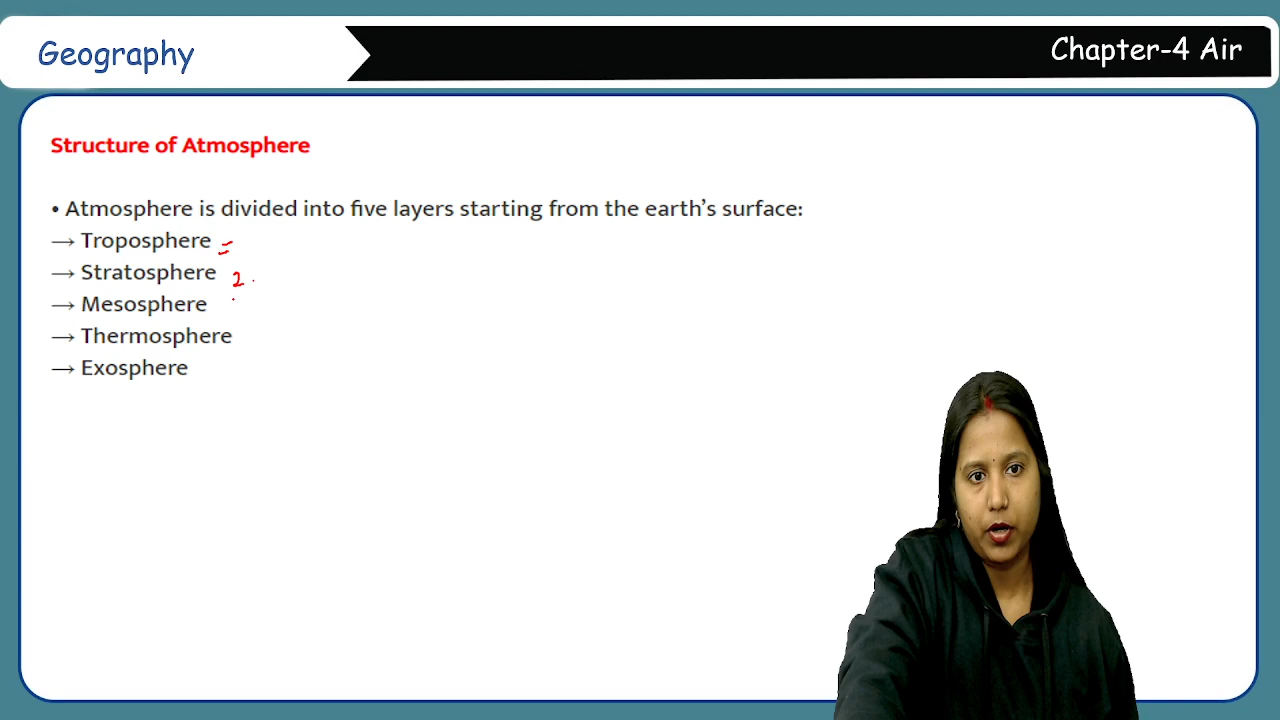 Geography
Chapter-4 Air
Structure of Atmosphere
• Atmosphere is divided into five layers starting from the earth’s surface:
→ Troposphere =
→ Stratosphere 2.
→ Mesosphere
→ Thermosphere
→ Exosphere